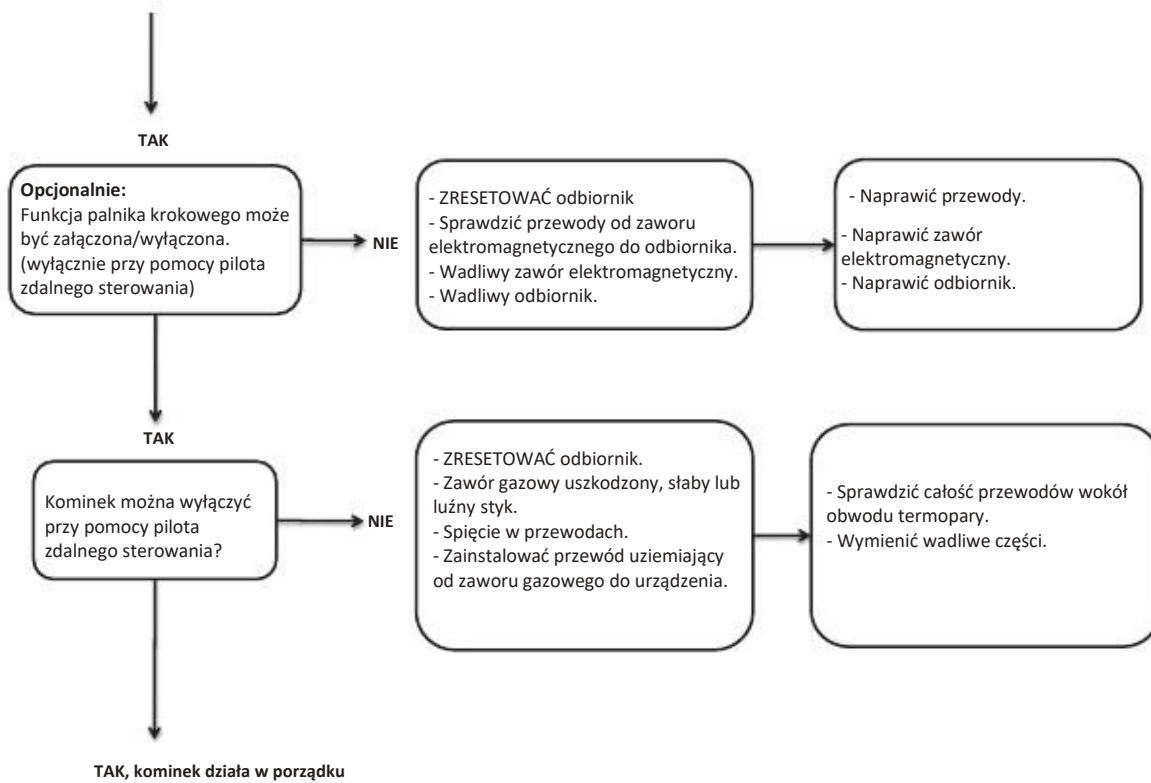 TAK
Opcjonalnie:
Funkcja palnika krokowego może
być załączona/wyłączona.
(wyłącznie przy pomocy pilota
zdalnego sterowania)
NIE
- ZRESETOWAĆ odbiornik
- Sprawdzić przewody od zaworu
elektromagnetycznego do odbiornika.
- Wadliwy zawór elektromagnetyczny.
- Wadliwy odbiornik.
- Naprawić przewody.
- Naprawić zawór
elektromagnetyczny.
- Naprawić odbiornik.
TAK
Kominek można wyłączyć
przy pomocy pilota
zdalnego sterowania?
NIE
- ZRESETOWAĆ odbiornik.
- Zawór gazowy uszkodzony, słaby lub
luźny styk.
- Spięcie w przewodach.
- Zainstalować przewód uziemiający
od zaworu gazowego do urządzenia.
- Sprawdzić całość przewodów wokół
obwodu termopary.
- Wymienić wadliwe części.
TAK, kominek działa w porządku